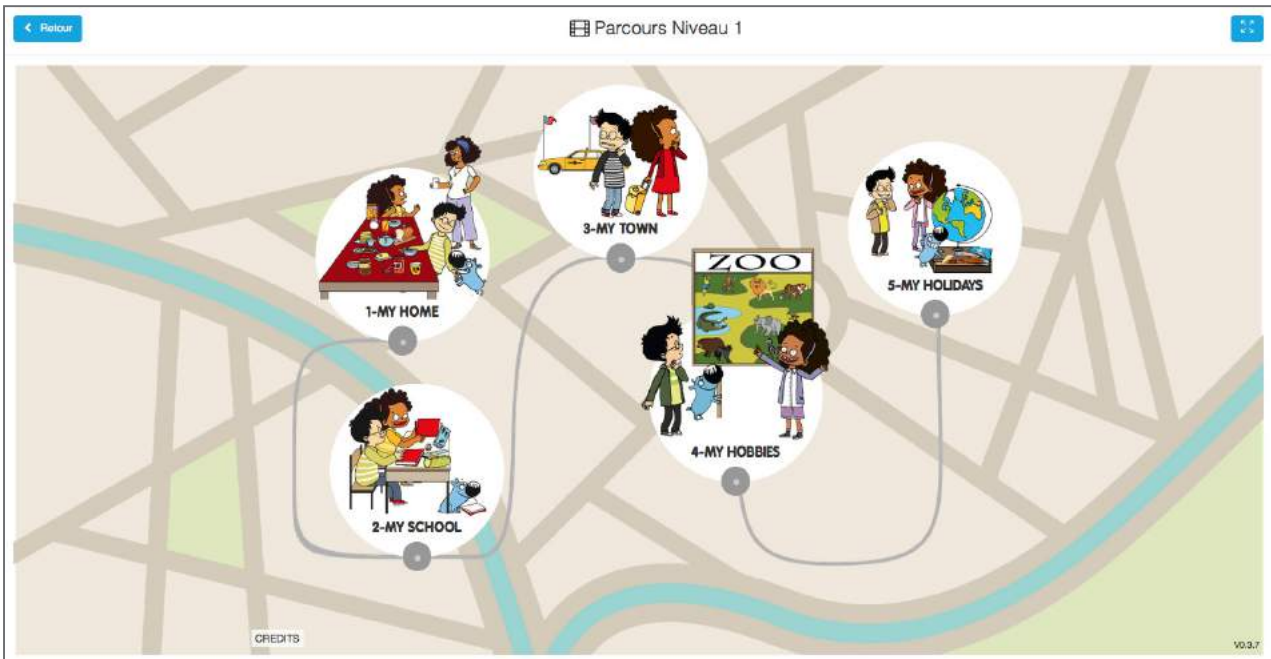 Retour
Parcours Niveau 1
1-MY HOME
2-MY SCHOOL
3-MY TOWN
ZOO
4-MY HOBBIES
5-MY HOLIDAYS
CREDITS
V0.3.7